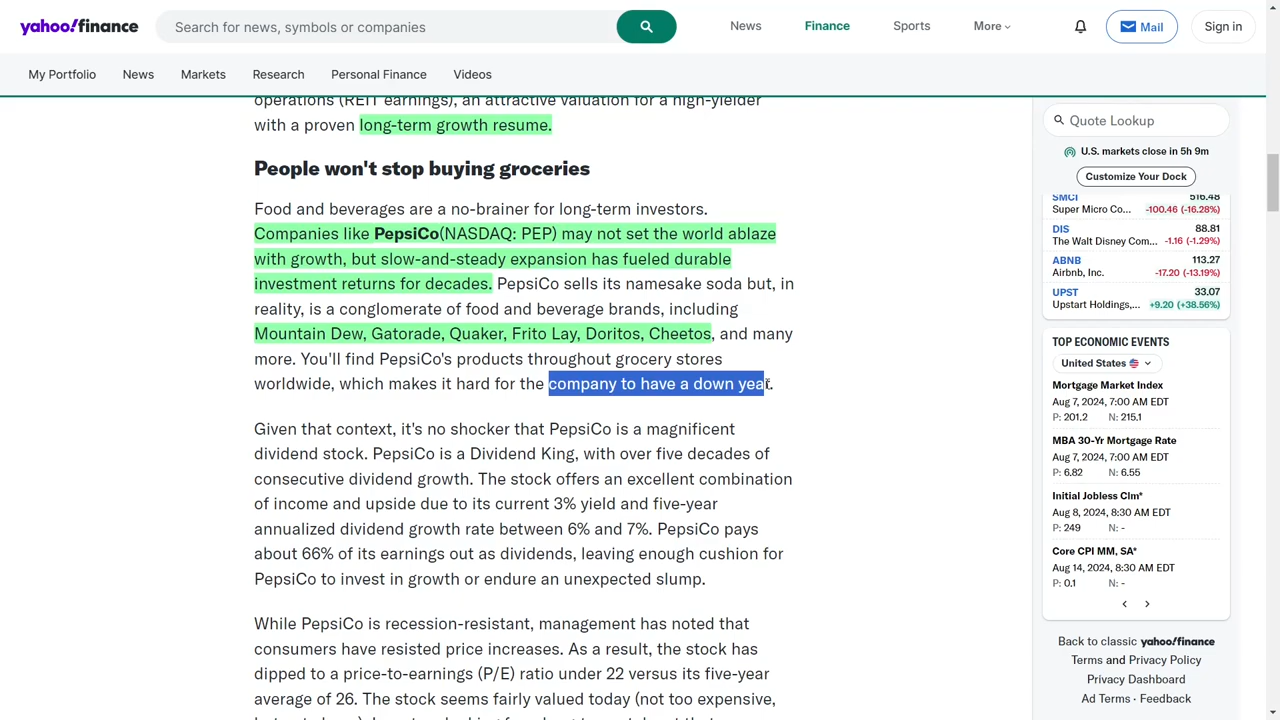 yahoo!finance
Search for news, symbols or companies
News
Finance
Sports
More
Mail
Sign in
My Portfolio
News
Markets
Research
Personal Finance
Videos
operations (REIT earnings), an attractive valuation for a high-yielder
with a proven long-term growth resume.
People won't stop buying groceries
Food and beverages are a no-brainer for long-term investors.
Companies like PepsiCo(NASDAQ: PEP) may not set the world ablaze
with growth, but slow-and-steady expansion has fueled durable
investment returns for decades. PepsiCo sells its namesake soda but, in
reality, is a conglomerate of food and beverage brands, including
Mountain Dew, Gatorade, Quaker, Frito Lay, Doritos, Cheetos, and many
more. You'll find PepsiCo's products throughout grocery stores
worldwide, which makes it hard for the company to have a down year.
Given that context, it's no shocker that PepsiCo is a magnificent
dividend stock. PepsiCo is a Dividend King, with over five decades of
consecutive dividend growth. The stock offers an excellent combination
of income and upside due to its current 3% yield and five-year
annualized dividend growth rate between 6% and 7%. PepsiCo pays
about 66% of its earnings out as dividends, leaving enough cushion for
PepsiCo to invest in growth or endure an unexpected slump.
While PepsiCo is recession-resistant, management has noted that
consumers have resisted price increases. As a result, the stock has
dipped to a price-to-earnings (P/E) ratio under 22 versus its five-year
average of 26. The stock seems fairly valued today (not too expensive,
Quote Lookup
U.S. markets close in 5h 9m
Customize Your Dock
SMCI 516.48
Super Micro Co... -100.46 (-16.28%)
DIS 88.81
The Walt Disney Com... -1.16 (-1.29%)
ABNB 113.27
Airbnb, Inc. -17.20 (-13.19%)
UPST 33.07
Upstart Holdings,... +9.20 (+38.56%)
TOP ECONOMIC EVENTS
United States
Mortgage Market Index
Aug 7, 2024, 7:00 AM EDT
P: 201.2 N: 215.1
MBA 30-Yr Mortgage Rate
Aug 7, 2024, 7:00 AM EDT
P: 6.82 N: 6.55
Initial Jobless Clm*
Aug 8, 2024, 8:30 AM EDT
P: 249 N: -
Core CPI MM, SA*
Aug 14, 2024, 8:30 AM EDT
P: 0.1 N: -
Back to classic yahoo!finance
Terms and Privacy Policy
Privacy Dashboard
Ad Terms · Feedback